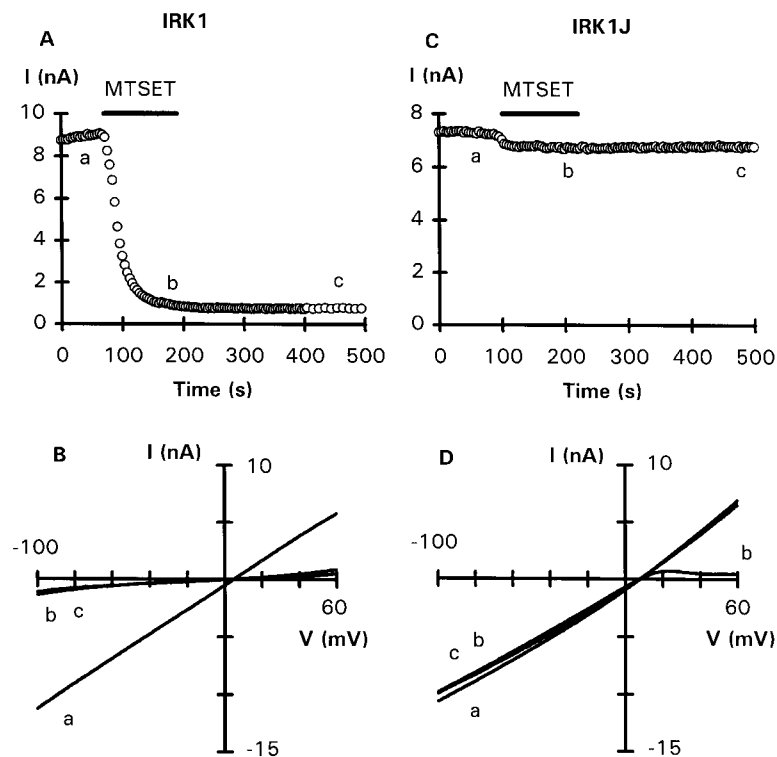 IRK1
A
I (nA)
MTSET
10
8
6
4
2
0
a
b
c
0 100 200 300 400 500
Time (s)
IRK1J
C
I (nA)
MTSET
8
6
4
2
0
a
b
c
0 100 200 300 400 500
Time (s)
B
I (nA)
10
-100
b c
60
V (mV)
a
-15
D
I (nA)
10
-100
b
60
V (mV)
c b
a
-15